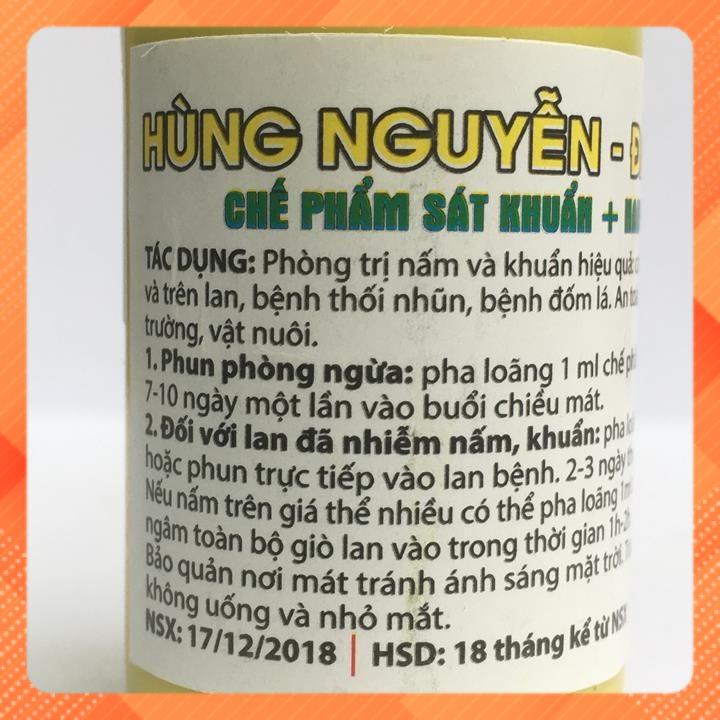 HÙNG NGUYỄN - Đ
CHẾ PHẨM SÁT KHUẨN +
TÁC DỤNG: Phòng trị nấm và khuẩn hiệu quả
và trên lan, bệnh thối nhũn, bệnh đốm lá. An
trường, vật nuôi.
1. Phun phòng ngừa: pha loãng 1 ml chế
7-10 ngày một lần vào buổi chiều mát.
2. Đối với lan đã nhiễm nấm, khuẩn: pha
hoặc phun trực tiếp vào lan bệnh. 2-3 ngày
Nếu nấm trên giá thể nhiều có thể pha loãng 1ml
ngâm toàn bộ giò lan vào trong thời gian 1h-2h
Bảo quản nơi mát tránh ánh sáng mặt trời.
không uống và nhỏ mắt.
NSX: 17/12/2018 | HSD: 18 tháng kể từ NSX